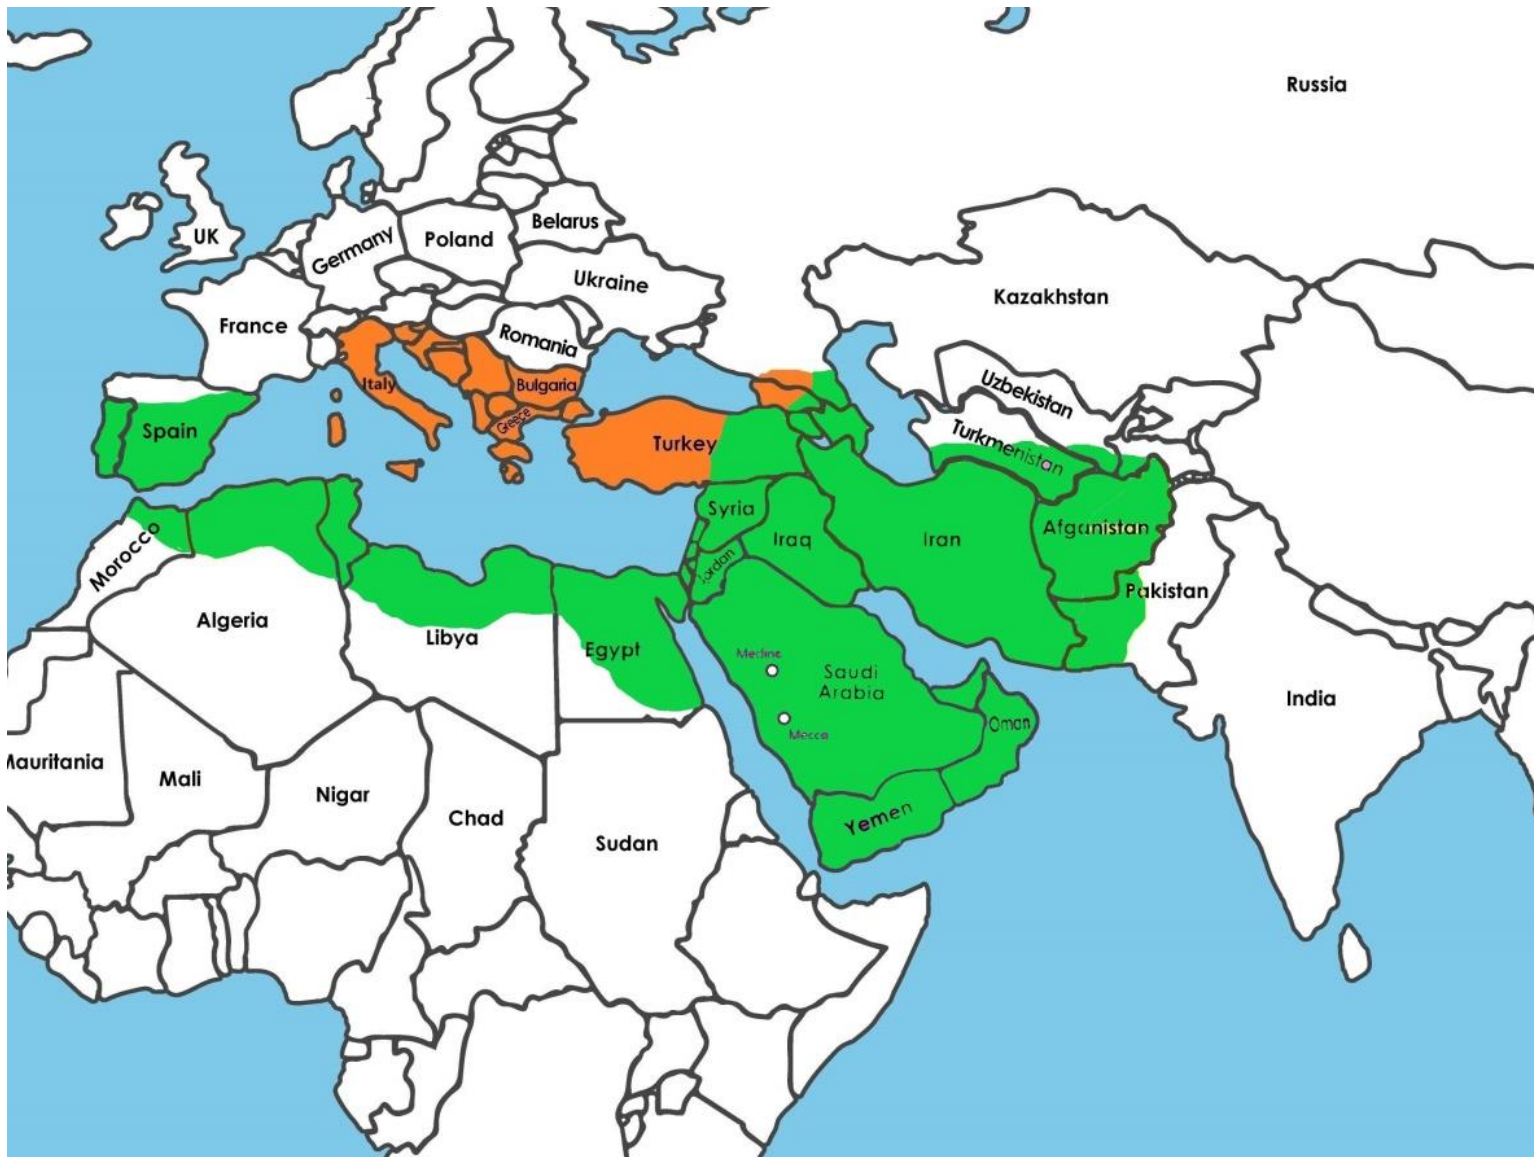 Russia
UK
Germany
Poland
Belarus
Ukraine
France
Romania
Kazakhstan
Italy
Bulgaria
Greece
Uzbekistan
Spain
Turkey
Turkmenistan
Syria
Iraq
Iran
Afganistan
Morocco
Jordan
Pakistan
Algeria
Libya
Egypt
Medine
Saudi
Arabia
India
Mecca
Oman
Mauritania
Mali
Nigar
Chad
Yemen
Sudan